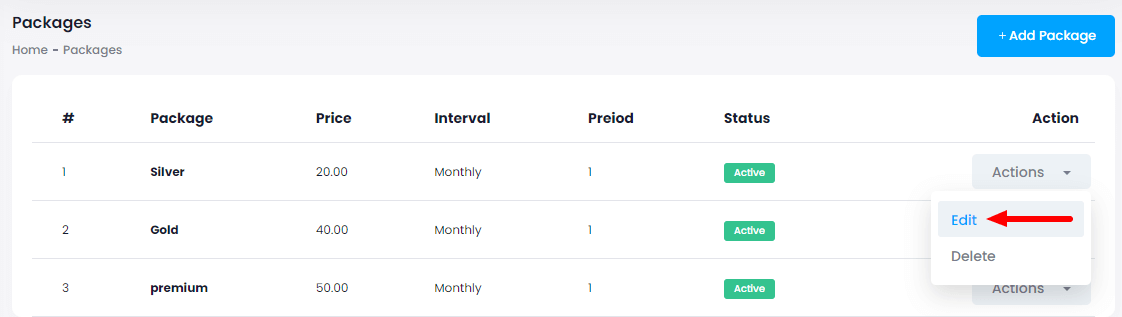 Packages
Home - Packages
+ Add Package
# Package Price Interval Preiod Status Action
1 Silver 20.00 Monthly 1 Active Actions
Edit
2 Gold 40.00 Monthly 1 Active
Delete
3 premium 50.00 Monthly 1 Active Actions